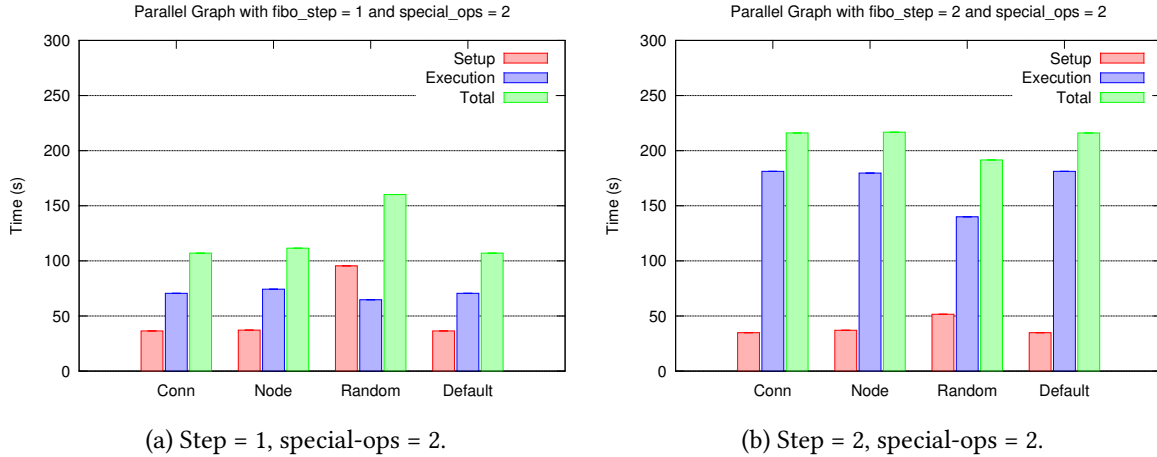 Parallel Graph with fibo_step = 1 and special_ops = 2
300
250
200
150
100
50
0
Time (s)
Setup
Execution
Total
Conn Node Random Default
(a) Step = 1, special-ops = 2.
Parallel Graph with fibo_step = 2 and special_ops = 2
300
250
200
150
100
50
0
Time (s)
Setup
Execution
Total
Conn Node Random Default
(b) Step = 2, special-ops = 2.